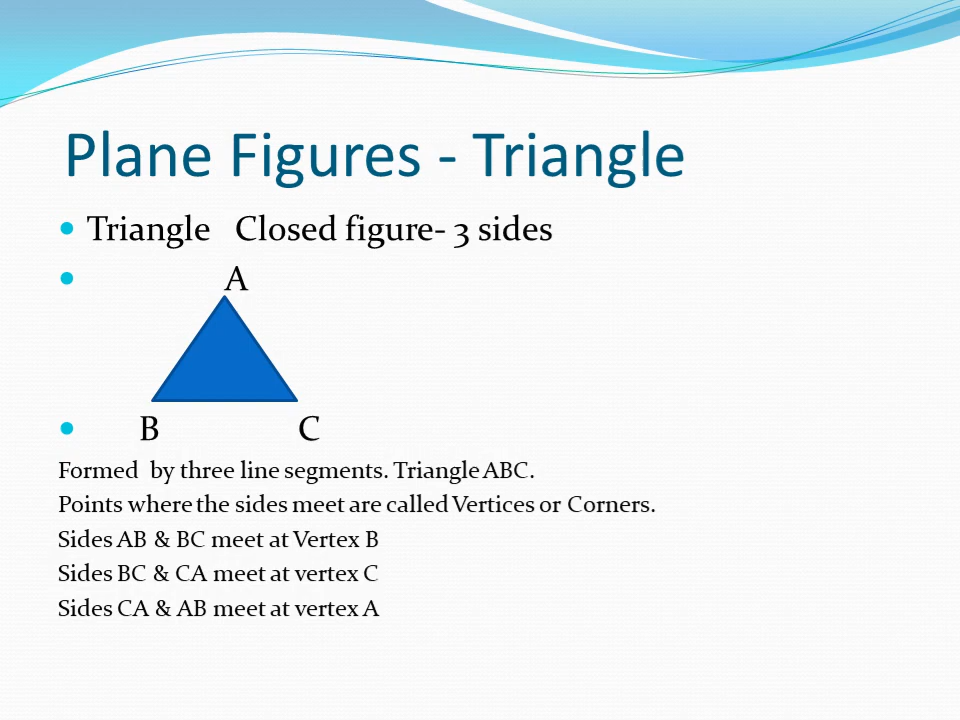 Plane Figures - Triangle
Triangle Closed figure- 3 sides
A
B C
Formed by three line segments. Triangle ABC.
Points where the sides meet are called Vertices or Corners.
Sides AB & BC meet at Vertex B
Sides BC & CA meet at vertex C
Sides CA & AB meet at vertex A